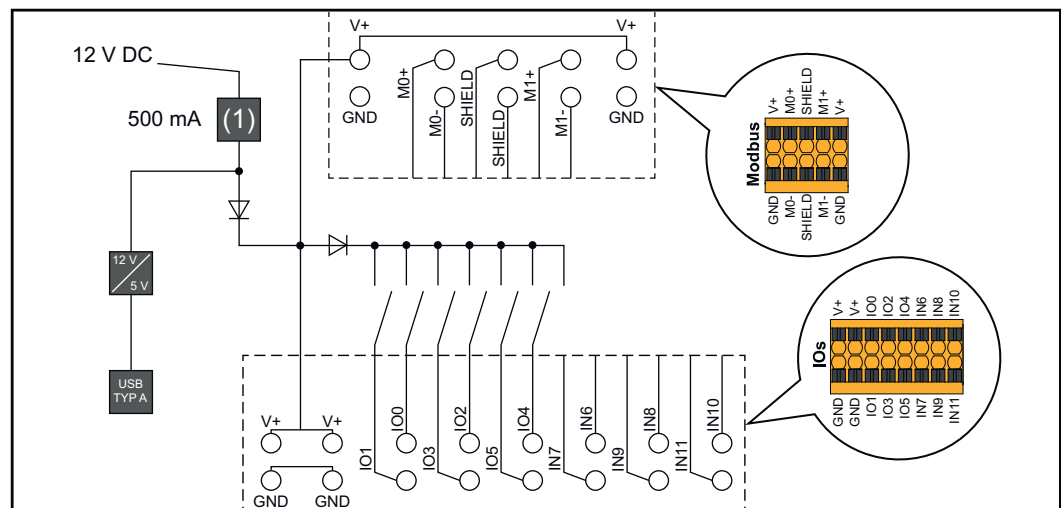 12 V DC
500 mA
(1)
12 V
5 V
USB
TYP A
V+
V+
GND
GND
M0+
M0-
SHIELD
SHIELD
M1+
M1-
V+
M0+
SHIELD
M1+
V+
Modbus
GND
M0-
SHIELD
M1-
GND
V+
V+
GND
GND
IO1
IO0
IO3
IO2
IO5
IO4
IN7
IN6
IN9
IN8
IN11
IN10
V+
V+
IO0
IO2
IO4
IN6
IN8
IN10
IOs
GND
GND
IO1
IO3
IO5
IN7
IN9
IN11